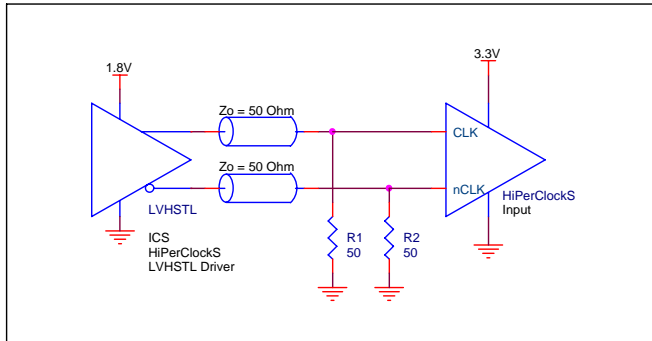 1.8V
3.3V
Zo = 50 Ohm
CLK
Zo = 50 Ohm
nCLK
LVHSTL
HiPerClockS
Input
ICS
HiPerClockS
LVHSTL Driver
R1
50
R2
50